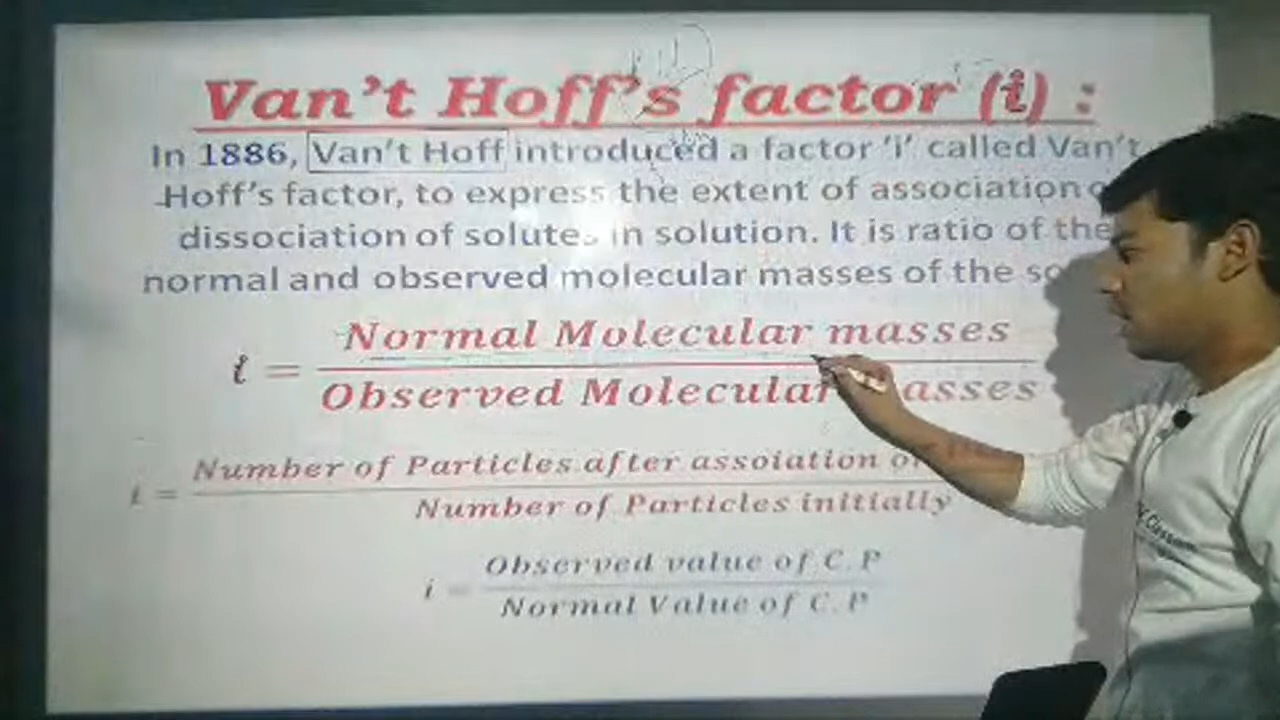 Van't Hoff's factor (i) :
In 1886, Van't Hoff introduced a factor 'i' called Van't
Hoff's factor, to express the extent of association
dissociation of solutes in solution. It is ratio of the
normal and observed molecular masses of the
i = Normal Molecular masses
Observed Molecular masses
i = Number of Particles after assoiation
Number of Particles initially
i = Observed value of C.P
Normal Value of C.P
Classes